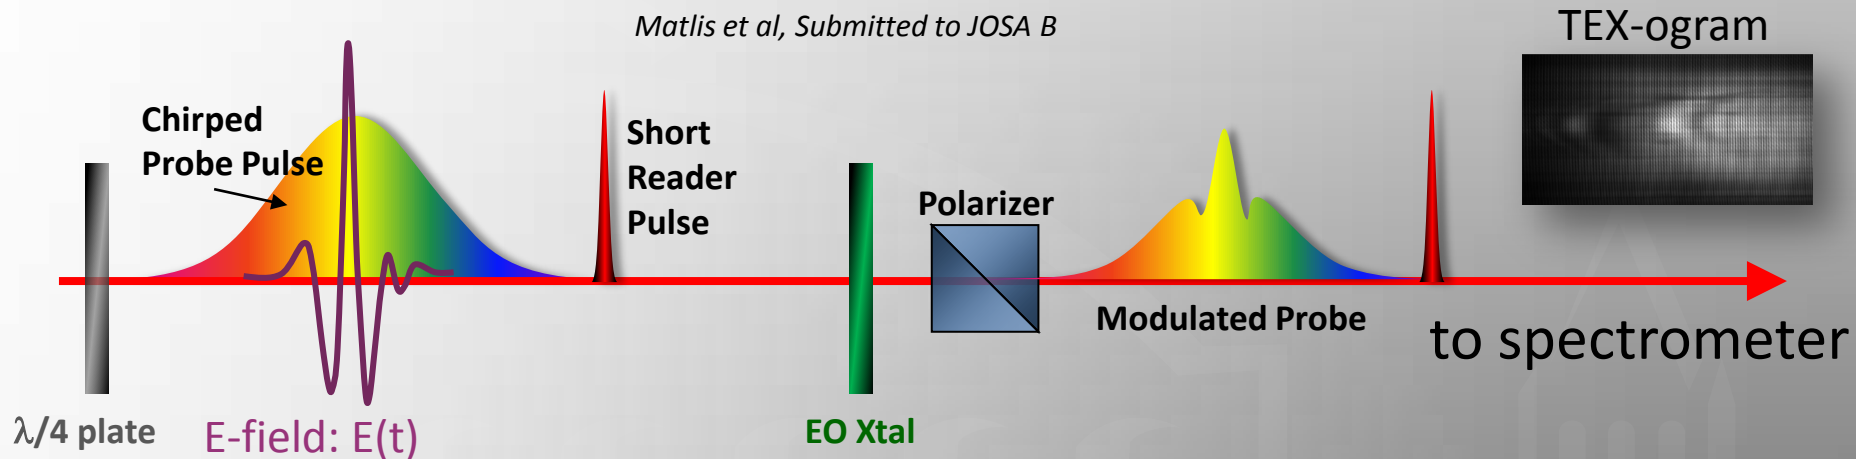 Matlis et al, Submitted to JOSA B
TEX-ogram
Chirped
Probe Pulse
Short
Reader
Pulse
Polarizer
Modulated Probe
to spectrometer
λ/4 plate
E-field: E(t)
EO Xtal